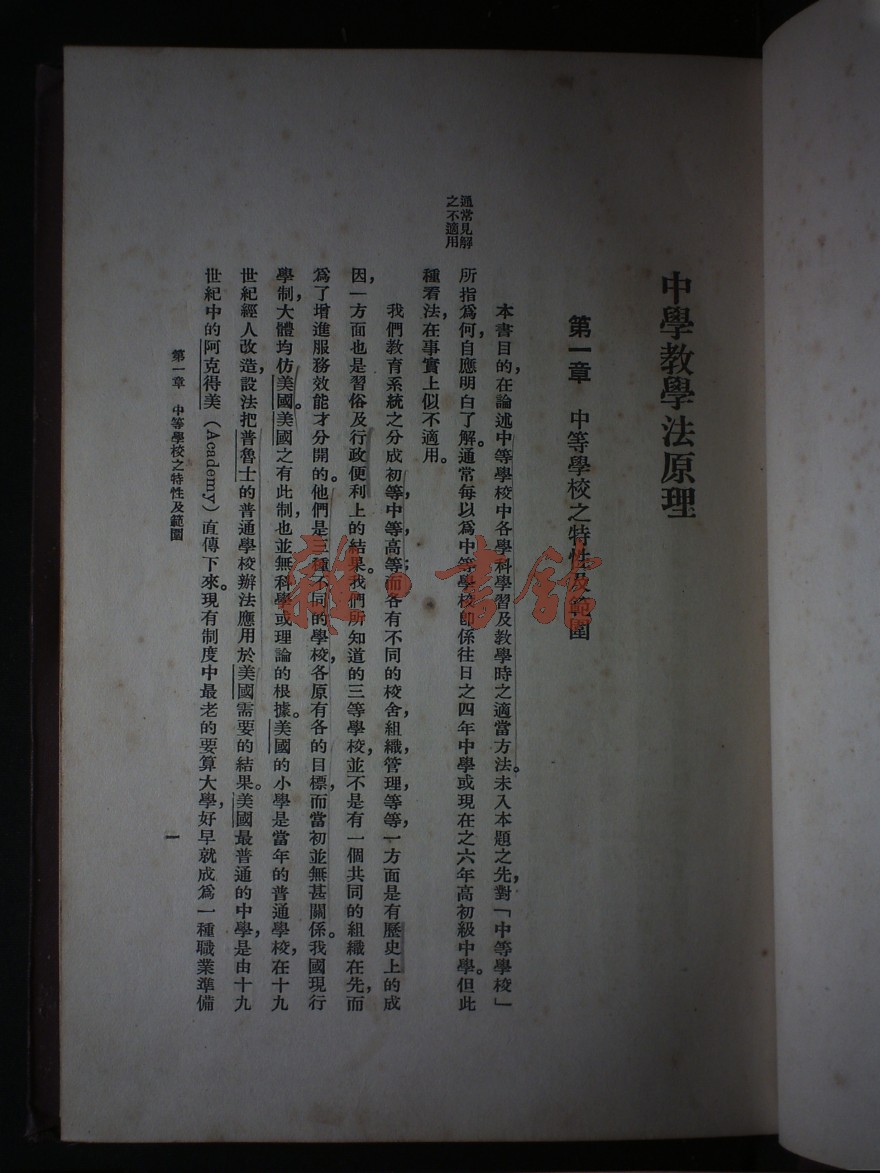 中學教學法原理
第一章　中等學校之特性及範圍
本書目的，在論述中等學校中各學科學習及教學時之適當方法。未入本題之先，對「中等學校」
所指爲何，自應明白了解。通常每以爲中等學校卽係往日之四年中學或現在之六年高初級中學。但此
種看法，在事實上似不適用。
通常見解
之不適用
我們教育系統之分成初等，中等，高等；而各有不同的校舍，組織，管理，等等，一方面是有歷史上的成
因，一方面也是習俗及行政便利上的結果。我們所知道的三等學校，並不是有一個共同的組織在先，而
爲了增進服務效能才分開的。他們是三種不同的學校，各原有各的目標，而當初並無甚關係。我國現行
學制，大體均仿美國。美國之有此制，也並無科學或理論的根據。美國的小學是當年的普通學校，在十九
世紀經人改造，設法把普魯士的普通學校辦法應用於美國需要的結果。美國最普通的中學，是由十九
世紀中的阿克得美（Academy）直傳下來。現有制度中最老的要算大學，好早就成爲一種職業準備
第一章　中等學校之特性及範圍
一
雜·書館